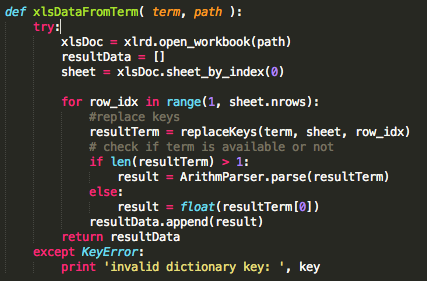 def xlsDataFromTerm( term, path ):
    try:
        xlsDoc = xlrd.open_workbook(path)
        resultData = []
        sheet = xlsDoc.sheet_by_index(0)

        for row_idx in range(1, sheet.nrows):
            #replace keys
            resultTerm = replaceKeys(term, sheet, row_idx)
            # check if term is available or not
            if len(resultTerm) > 1:
                result = ArithmParser.parse(resultTerm)
            else:
                result = float(resultTerm[0])
            resultData.append(result)
        return resultData
    except KeyError:
        print 'invalid dictionary key: ', key